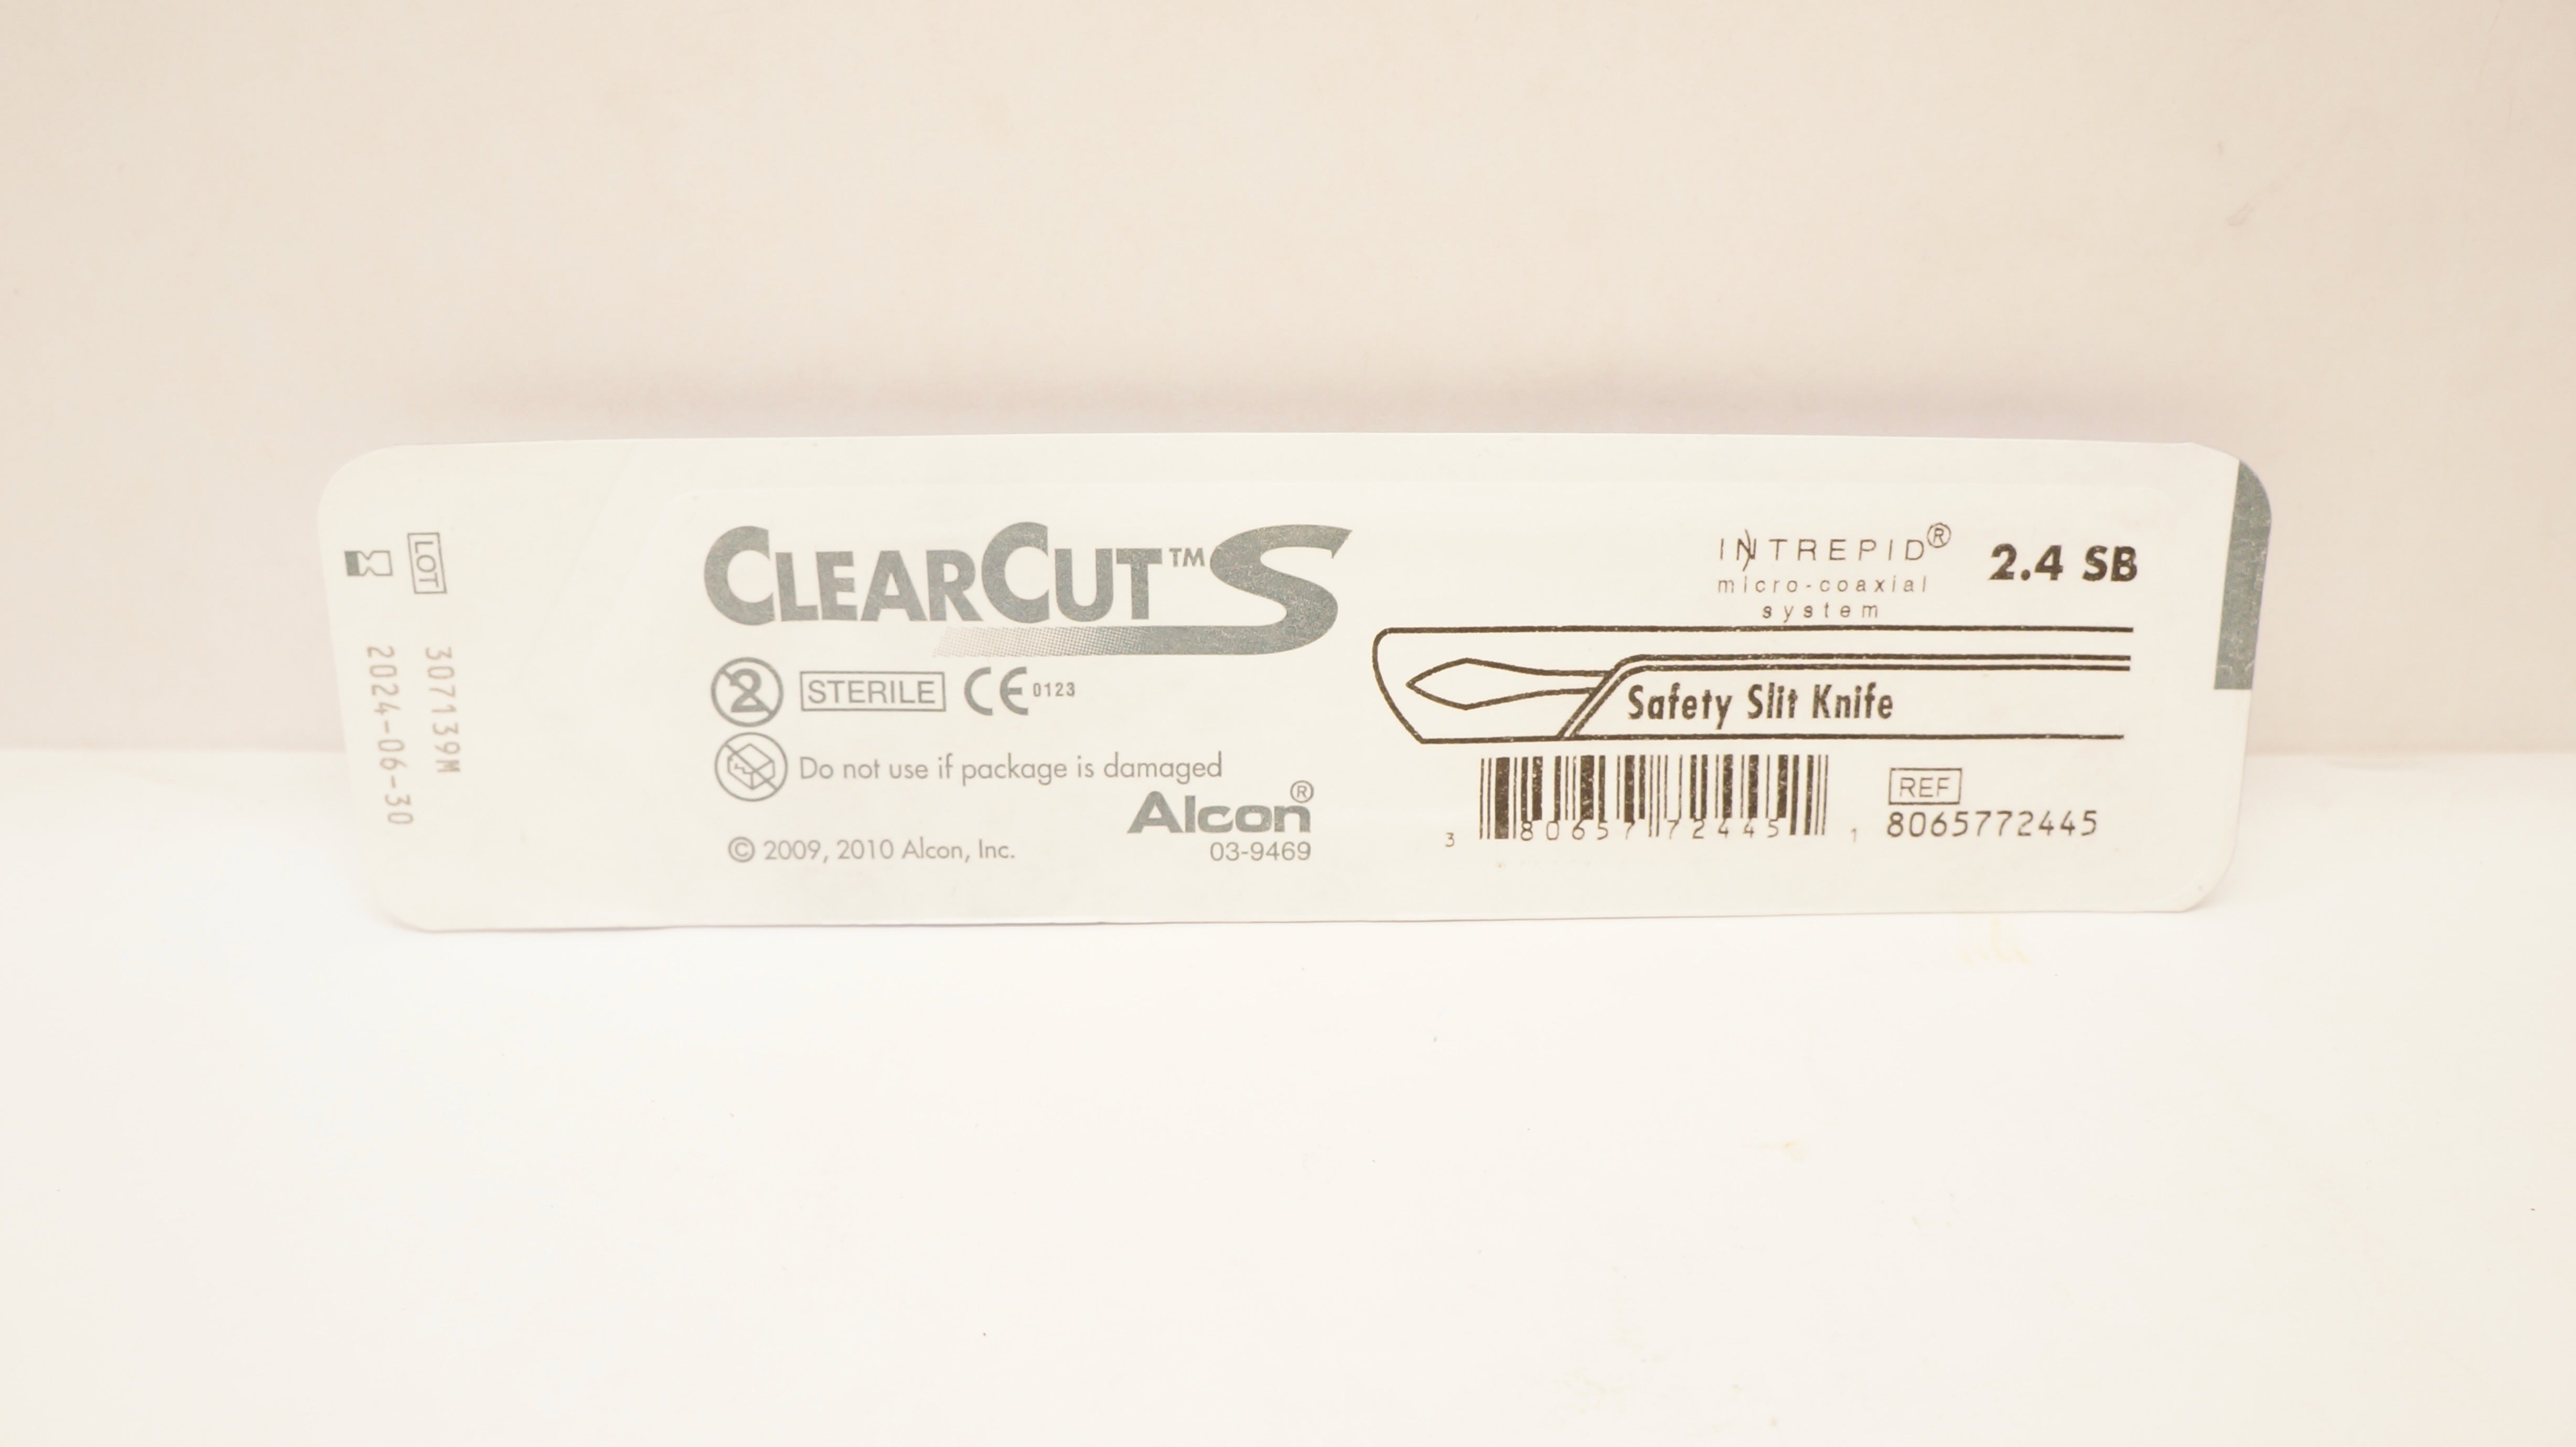 LOT
307139M
2024-06-30
CLEARCUT™ S
2
STERILE CE 0123
Do not use if package is damaged
Alcon®
© 2009, 2010 Alcon, Inc. 03-9469
INTREPID® 2.4 SB
micro-coaxial
system
Safety Slit Knife
REF
3 80657 72445 1 8065772445